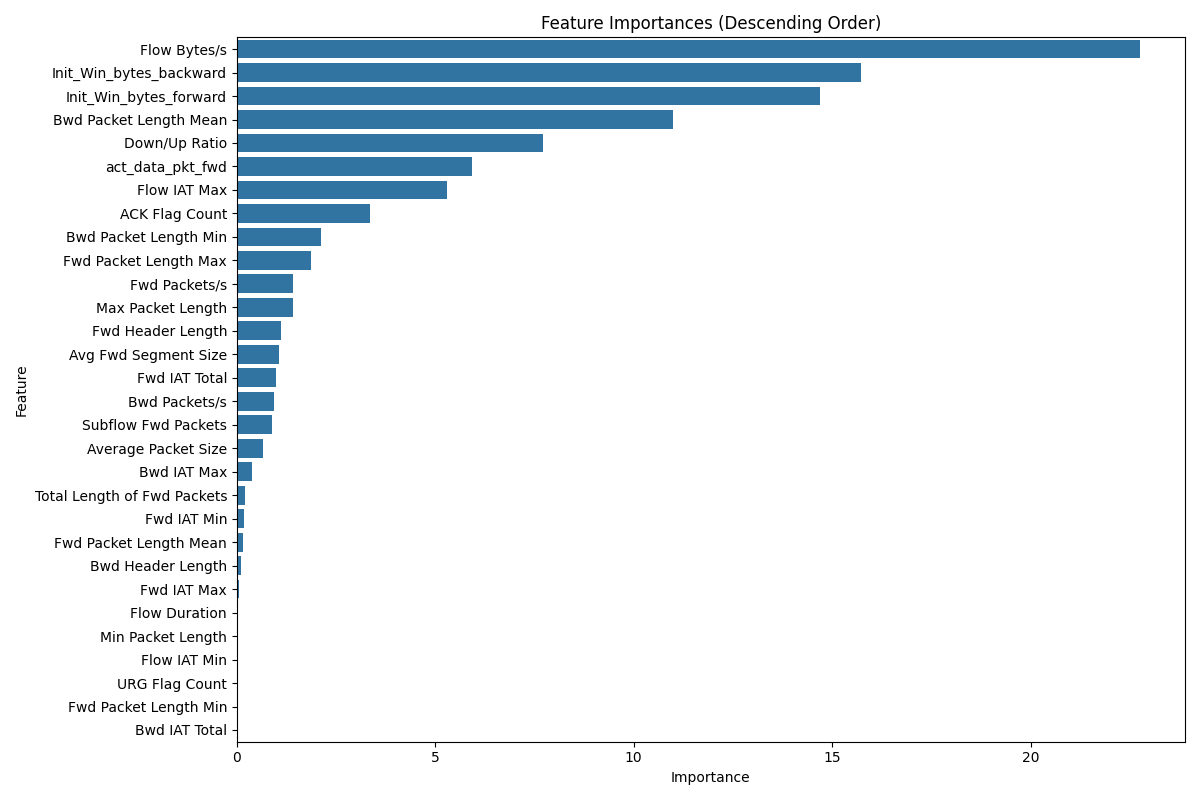 Feature Importances (Descending Order)
Flow Bytes/s
Init_Win_bytes_backward
Init_Win_bytes_forward
Bwd Packet Length Mean
Down/Up Ratio
act_data_pkt_fwd
Flow IAT Max
ACK Flag Count
Bwd Packet Length Min
Fwd Packet Length Max
Fwd Packets/s
Max Packet Length
Fwd Header Length
Avg Fwd Segment Size
Fwd IAT Total
Bwd Packets/s
Subflow Fwd Packets
Average Packet Size
Bwd IAT Max
Total Length of Fwd Packets
Fwd IAT Min
Fwd Packet Length Mean
Bwd Header Length
Fwd IAT Max
Flow Duration
Min Packet Length
Flow IAT Min
URG Flag Count
Fwd Packet Length Min
Bwd IAT Total
Feature
0 5 10 15 20
Importance